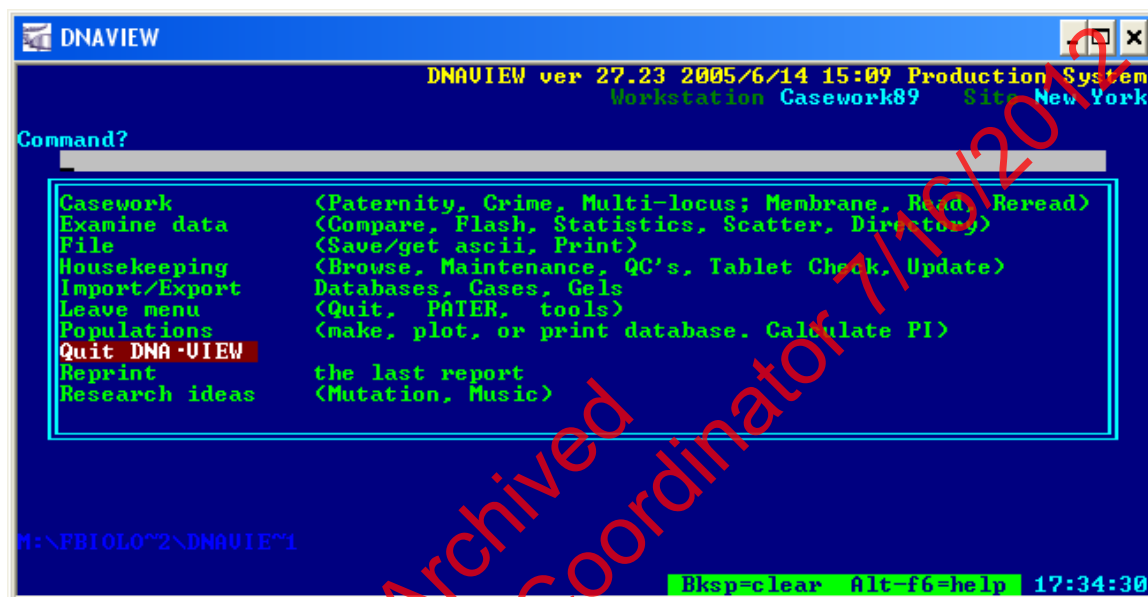 DNAVIEW
DNAVIEW ver 27.23 2005/6/14 15:09 Production System
Workstation Casework89 Site New York
Command?
Casework (Paternity, Crime, Multi-locus; Membrane, Read, Reread)
Examine data (Compare, Flash, Statistics, Scatter, Directory)
File (Save/get ascii, Print)
Housekeeping (Browse, Maintenance, QC's, Tablet Check, Update)
Import/Export Databases, Cases, Gels
Leave menu (Quit, PATER, tools)
Populations (make, plot, or print database. Calculate PI)
Quit DNA·VIEW
Reprint the last report
Research ideas (Mutation, Music)
M:\FBIOLO~2\DNAVIE~1
Bksp=clear Alt-f6=help 17:34:30
Archived
Coordinator 7/16/2012